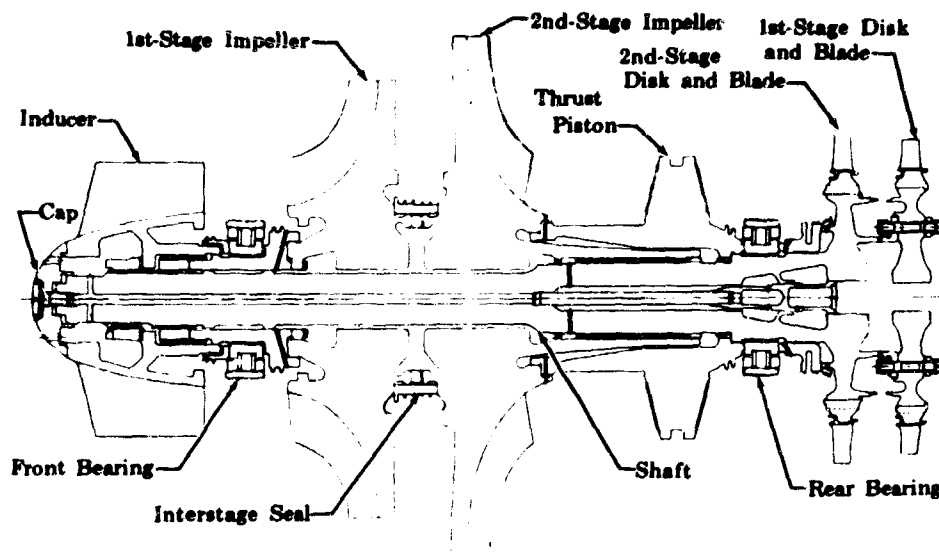 2nd-Stage Impeller
1st-Stage Disk
and Blade
1st-Stage Impeller
2nd-Stage
Disk and Blade
Thrust
Piston
Inducer
Cap
Front Bearing
Shaft
Rear Bearing
Interstage Seal